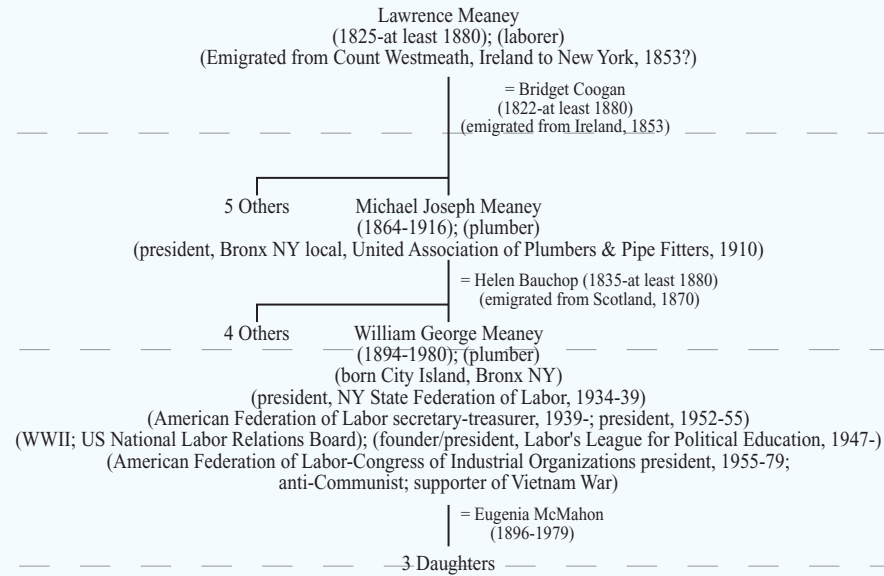 Lawrence Meaney
(1825-at least 1880); (laborer)
(Emigrated from Count Westmeath, Ireland to New York, 1853?)
= Bridget Coogan
(1822-at least 1880)
(emigrated from Ireland, 1853)
5 Others
Michael Joseph Meaney
(1864-1916); (plumber)
(president, Bronx NY local, United Association of Plumbers & Pipe Fitters, 1910)
= Helen Bauchop (1835-at least 1880)
(emigrated from Scotland, 1870)
4 Others
William George Meaney
(1894-1980); (plumber)
(born City Island, Bronx NY)
(president, NY State Federation of Labor, 1934-39)
(American Federation of Labor secretary-treasurer, 1939-; president, 1952-55)
(WWII; US National Labor Relations Board); (founder/president, Labor's League for Political Education, 1947-)
(American Federation of Labor-Congress of Industrial Organizations president, 1955-79;
anti-Communist; supporter of Vietnam War)
= Eugenia McMahon
(1896-1979)
3 Daughters